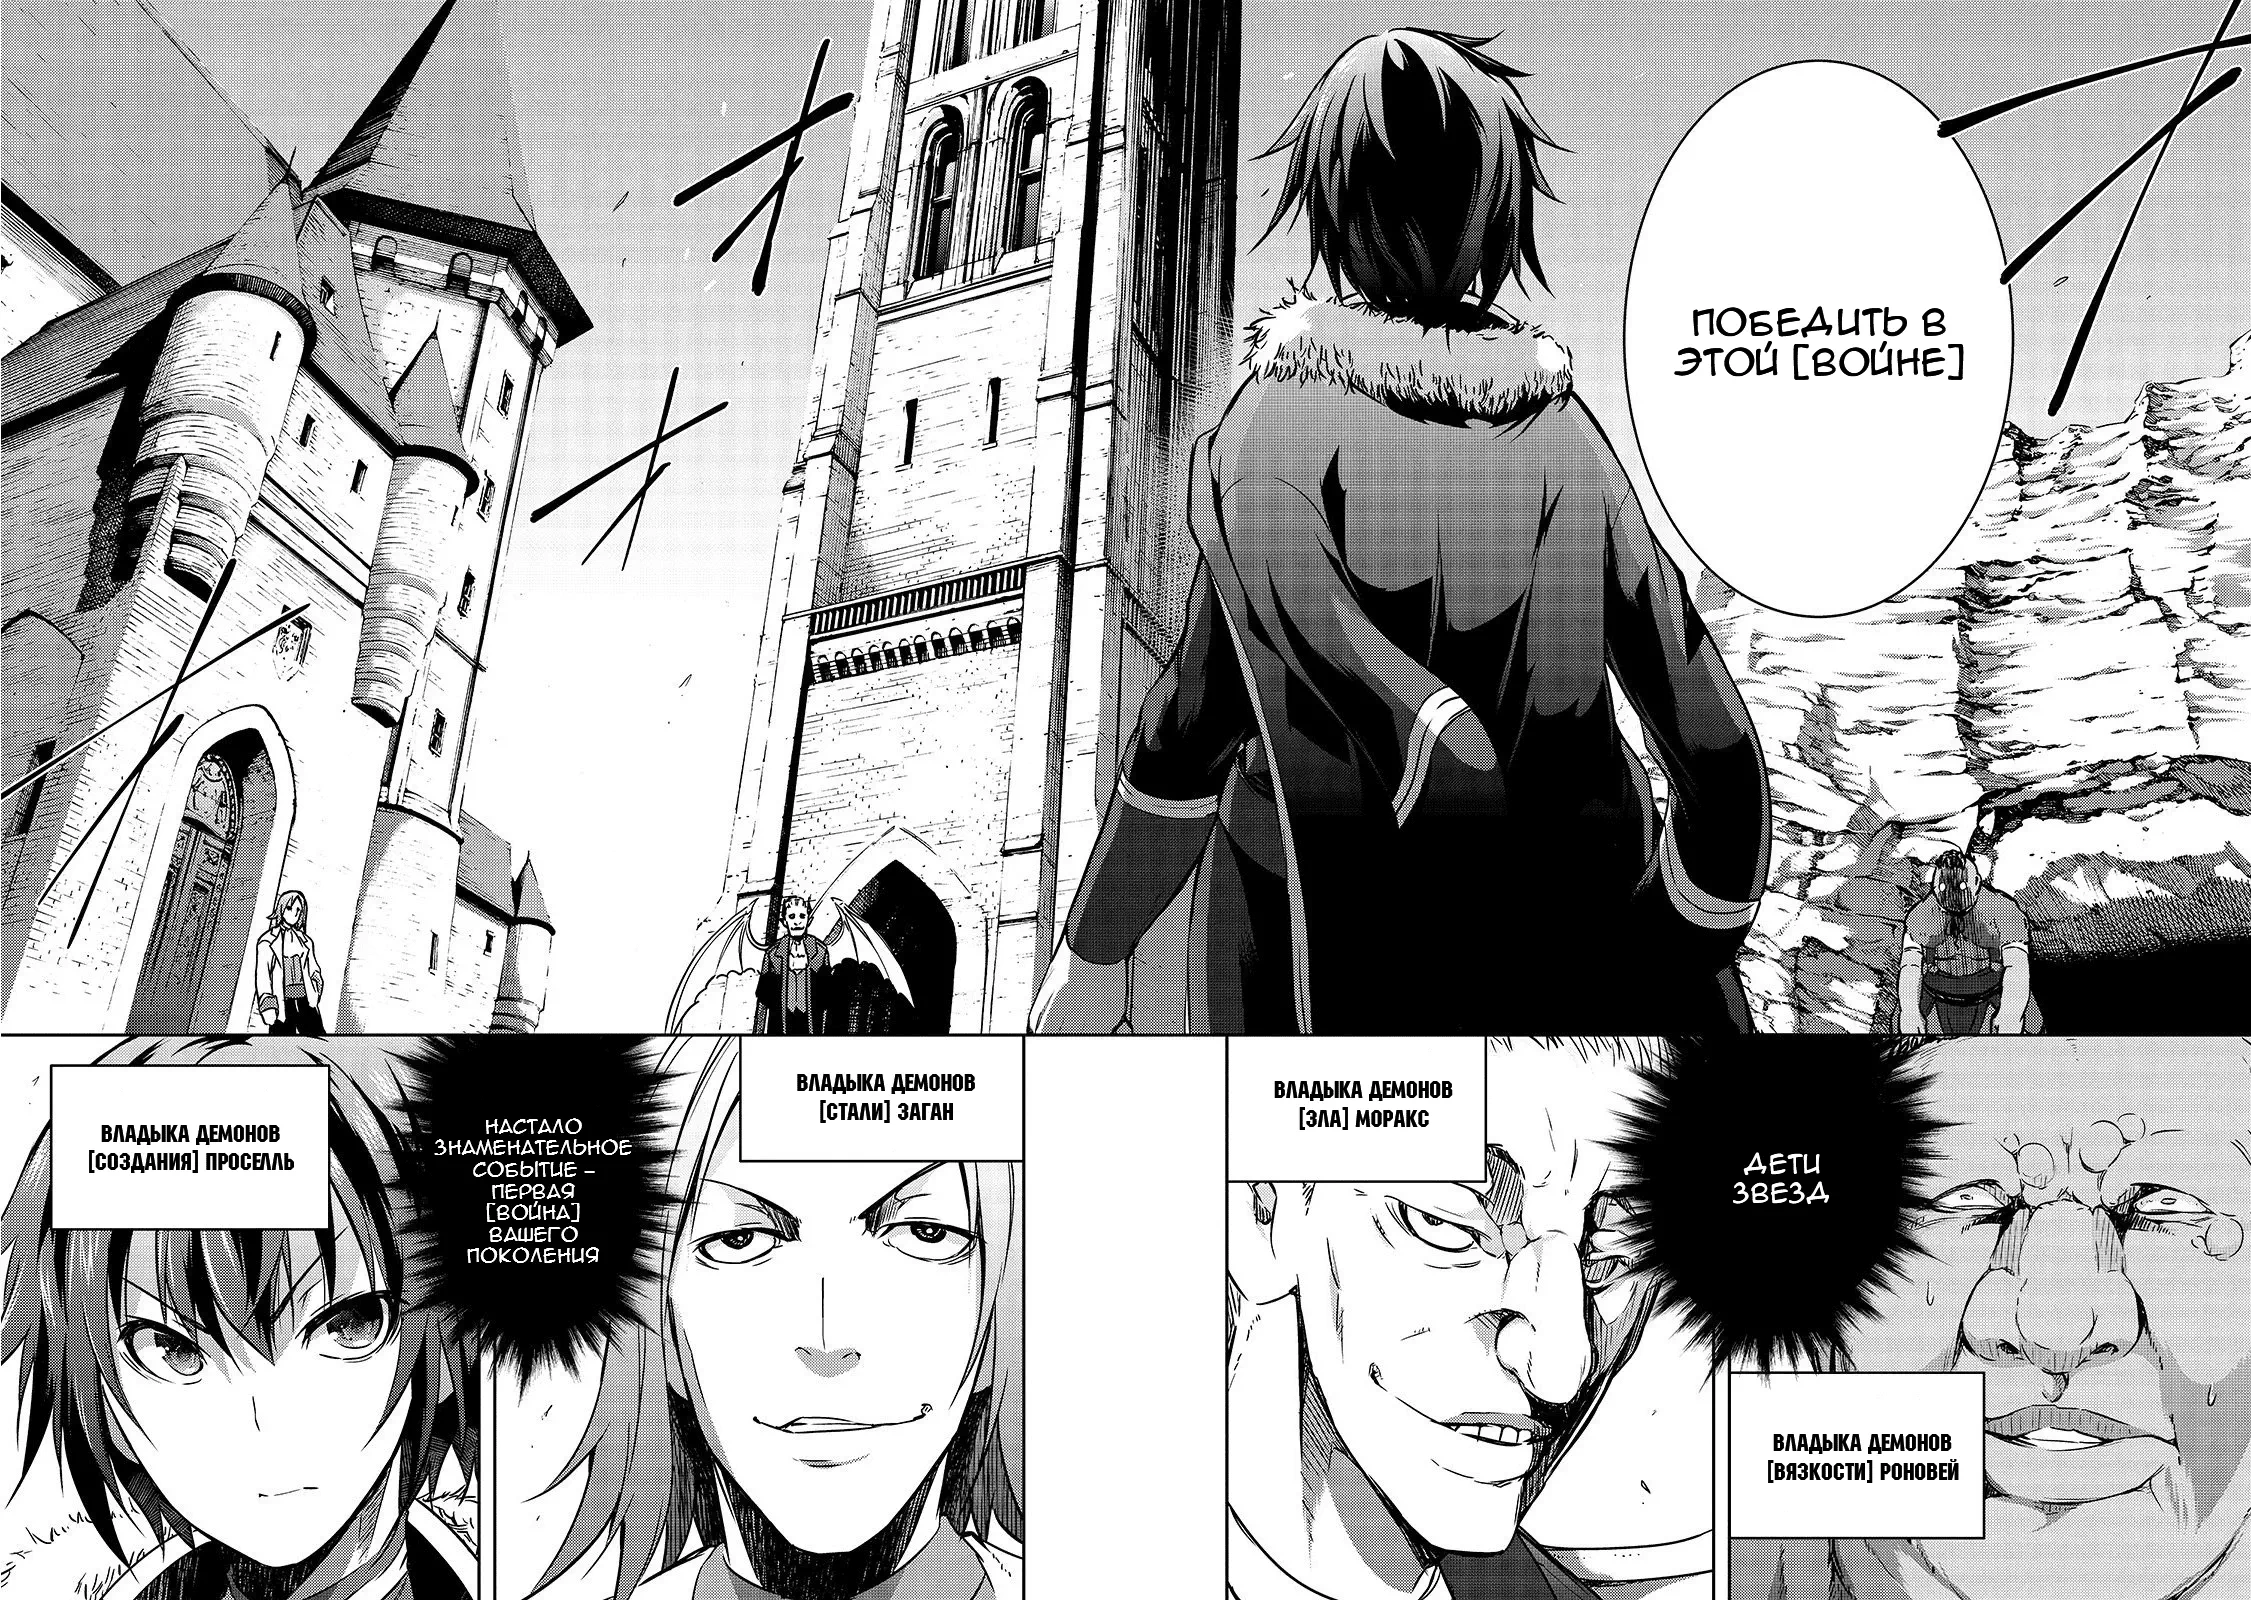 ПОБЕДИТЬ В
ЭТОЙ [ВОЙНЕ]
ДЕТИ
ЗВЕЗД
ВЛАДЫКА ДЕМОНОВ
[ВЯЗКОСТИ] РОНОВЕЙ
ВЛАДЫКА ДЕМОНОВ
[ЗЛА] МОРАКС
ВЛАДЫКА ДЕМОНОВ
[СТАЛИ] ЗАГАН
НАСТАЛО
ЗНАМЕНАТЕЛЬНОЕ
СОБЫТИЕ –
ПЕРВАЯ
[ВОЙНА]
ВАШЕГО
ПОКОЛЕНИЯ
ВЛАДЫКА ДЕМОНОВ
[СОЗДАНИЯ] ПРОСЕЛЛЬ